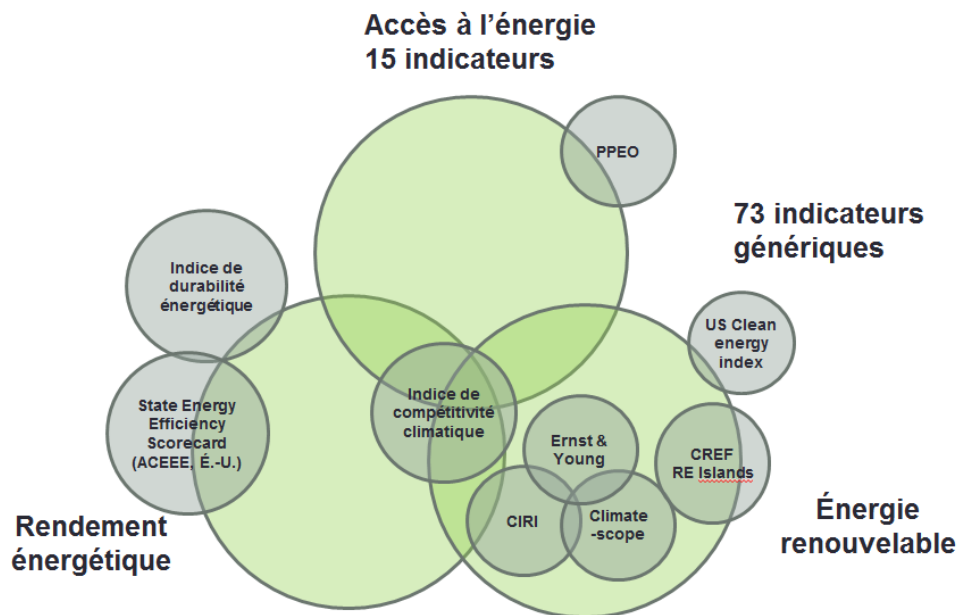 Accès à l’énergie
15 indicateurs
PPEO
73 indicateurs
génériques
Indice de
durabilité
énergétique
US Clean
energy
index
State Energy
Efficiency
Scorecard
(ACEEE, É.-U.)
Indice de
compétitivité
climatique
Ernst &
Young
CREF
RE Islands
CIRI
Climate
-scope
Rendement
énergétique
Énergie
renouvelable